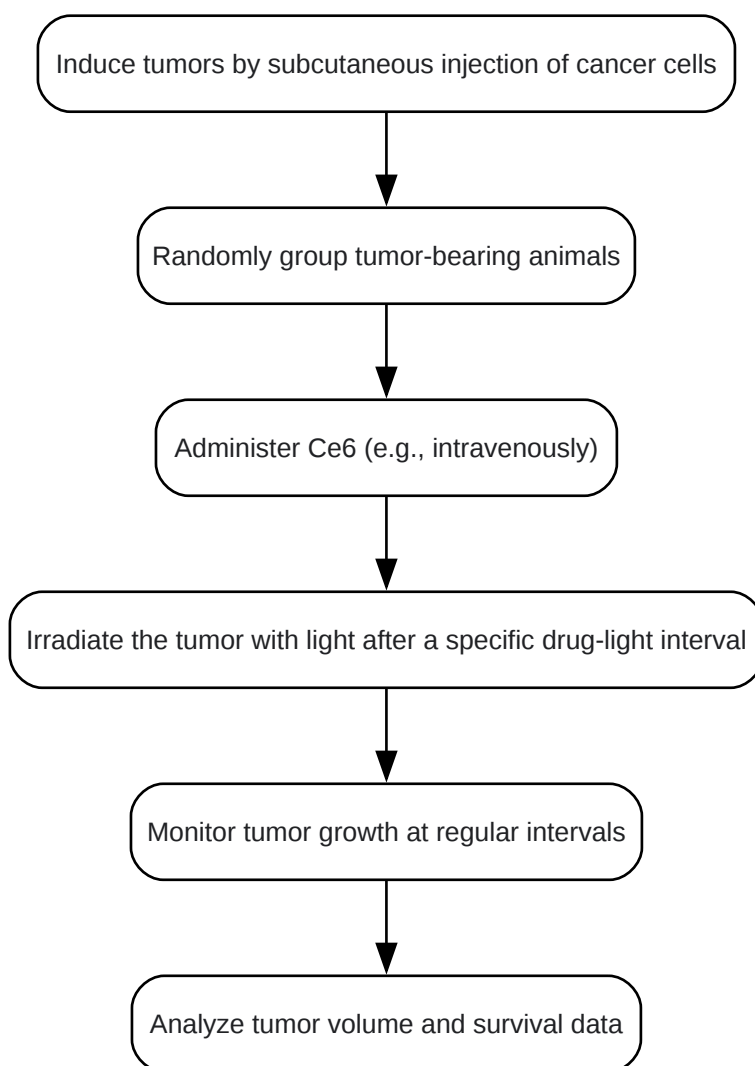 Induce tumors by subcutaneous injection of cancer cells
Randomly group tumor-bearing animals
Administer Ce6 (e.g., intravenously)
Irradiate the tumor with light after a specific drug-light interval
Monitor tumor growth at regular intervals
Analyze tumor volume and survival data